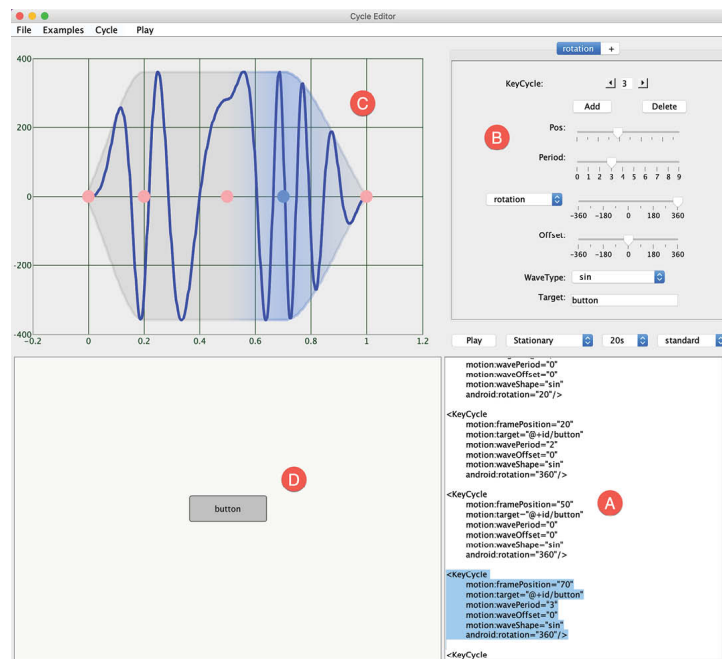 Cycle Editor
File Examples Cycle Play
400
200
0
-200
-400
-0.2 0 0.2 0.4 0.6 0.8 1 1.2
C
rotation +
KeyCycle: 3
Add Delete
B
Pos:
Period:
0 1 2 3 4 5 6 7 8 9
rotation
-360 -180 0 180 360
Offset:
-360 -180 0 180 360
WaveType: sin
Target: button
Play Stationary 20s standard
D
button
motion:wavePeriod="0"
motion:waveOffset="0"
motion:waveShape="sin"
android:rotation="20"/>
<KeyCycle
motion:framePosition="20"
motion:target="@+id/button"
motion:wavePeriod="2"
motion:waveOffset="0"
motion:waveShape="sin"
android:rotation="360"/>
<KeyCycle
motion:framePosition="50"
motion:target="@+id/button"
motion:wavePeriod="0"
motion:waveOffset="0"
motion:waveShape="sin"
android:rotation="360"/>
A
<KeyCycle
motion:framePosition="70"
motion:target="@+id/button"
motion:wavePeriod="3"
motion:waveOffset="0"
motion:waveShape="sin"
android:rotation="360"/>
<KeyCycle